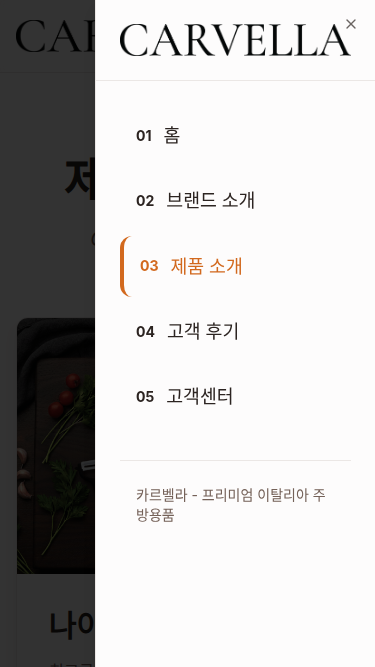 CARVELLA
01 홈
02 브랜드 소개
03 제품 소개
04 고객 후기
05 고객센터
카르벨라 - 프리미엄 이탈리아 주
방용품
제
나이